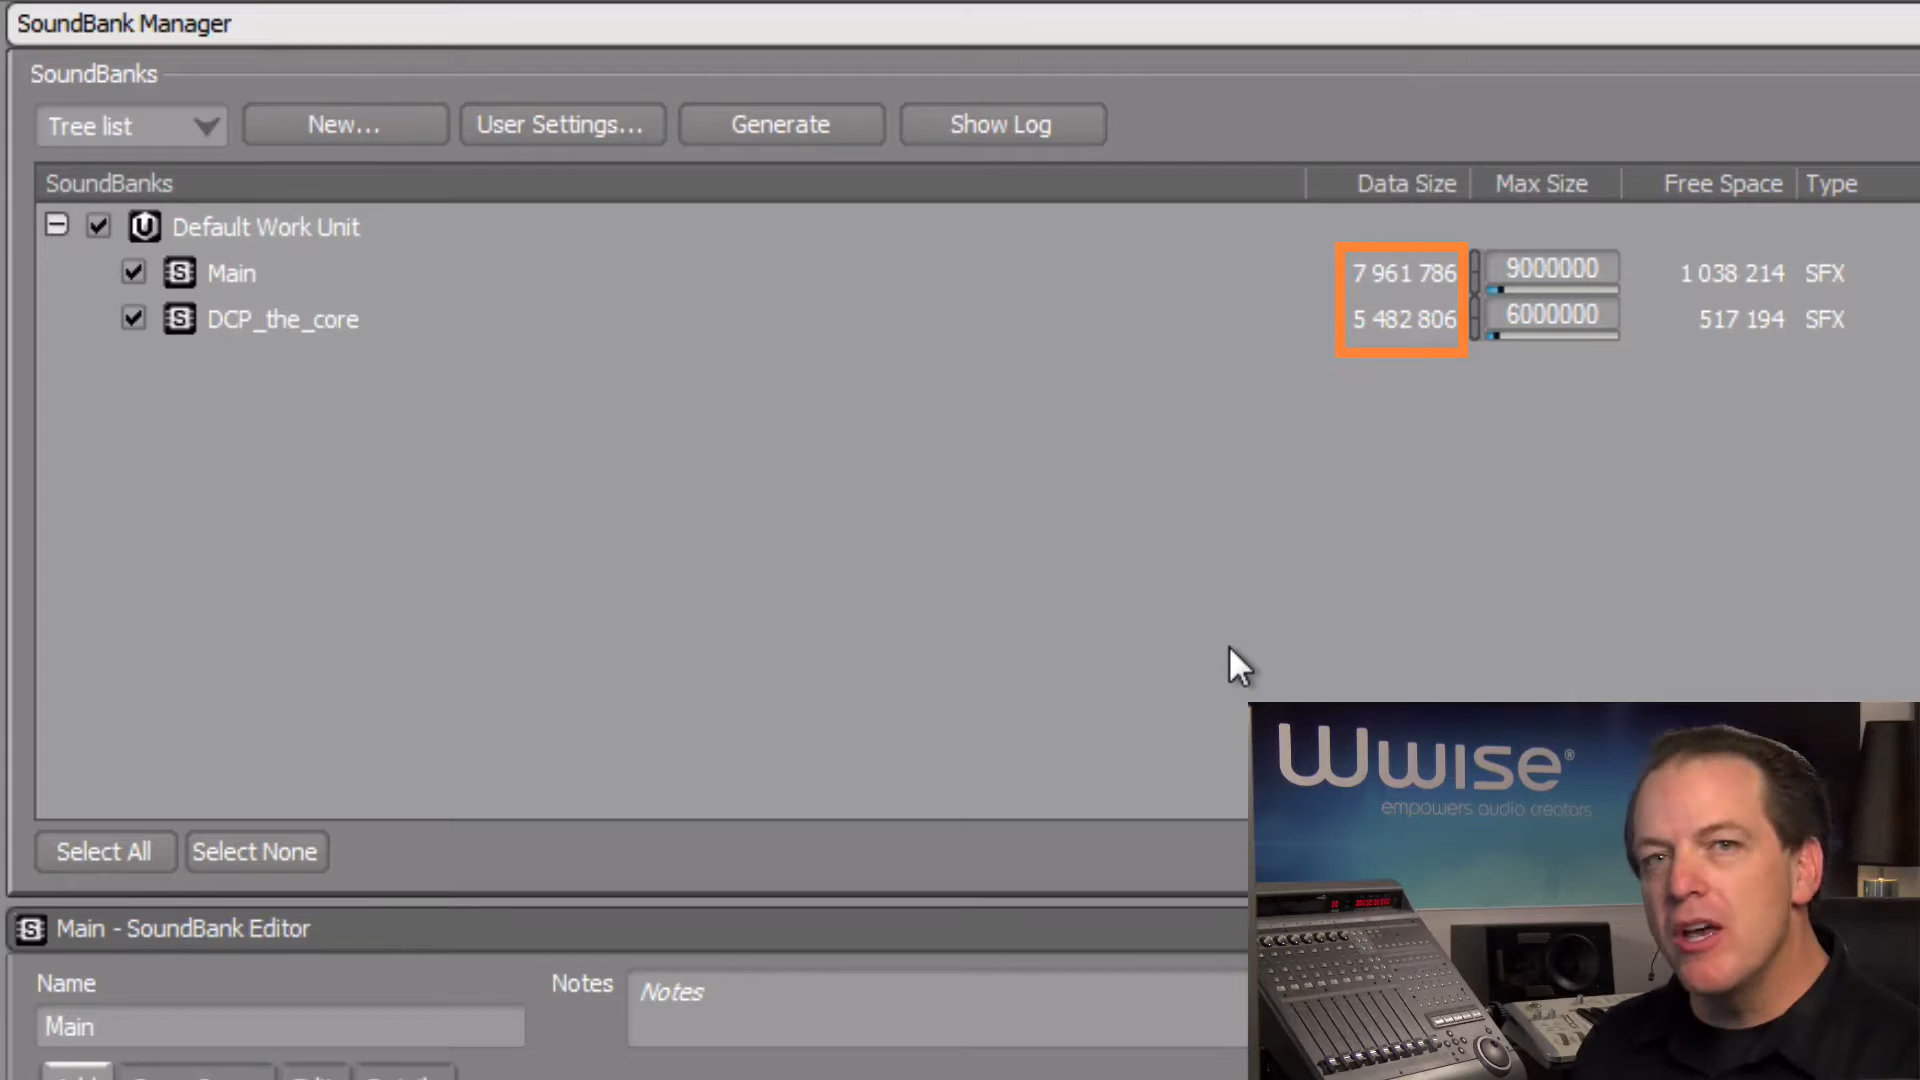 SoundBank Manager
SoundBanks
Tree list New... User Settings... Generate Show Log
SoundBanks Data Size Max Size Free Space Type
Default Work Unit
Main 7 961 786 9000000 1 038 214 SFX
DCP_the_core 5 482 806 6000000 517 194 SFX
Select All Select None
Wwise®
empowers audio creators
Main - SoundBank Editor
Name Notes Notes
Main